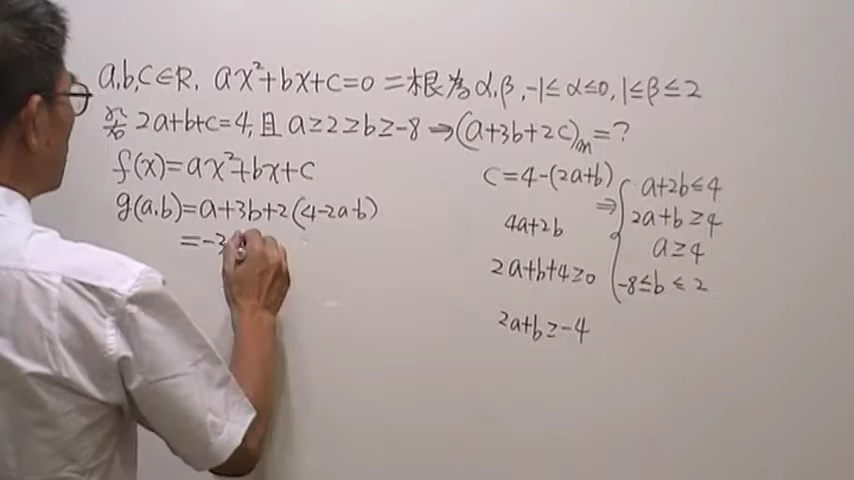 a,b,c∈R, ax²+bx+c=0 二根為 α,β, -1≤α≤0, 1≤β≤2
若 2a+b+c=4, 且 a≥2≥b≥-8 ⇒(a+3b+2c)m=?
f(x)=ax²+bx+c
g(a,b)=a+3b+2(4-2a-b)
=-3
c=4-(2a+b)
4a+2b
2a+b+4≥0
2a+b≥-4
⇒{ a+2b≤4
2a+b≥4
a≥4
-8≤b≤2